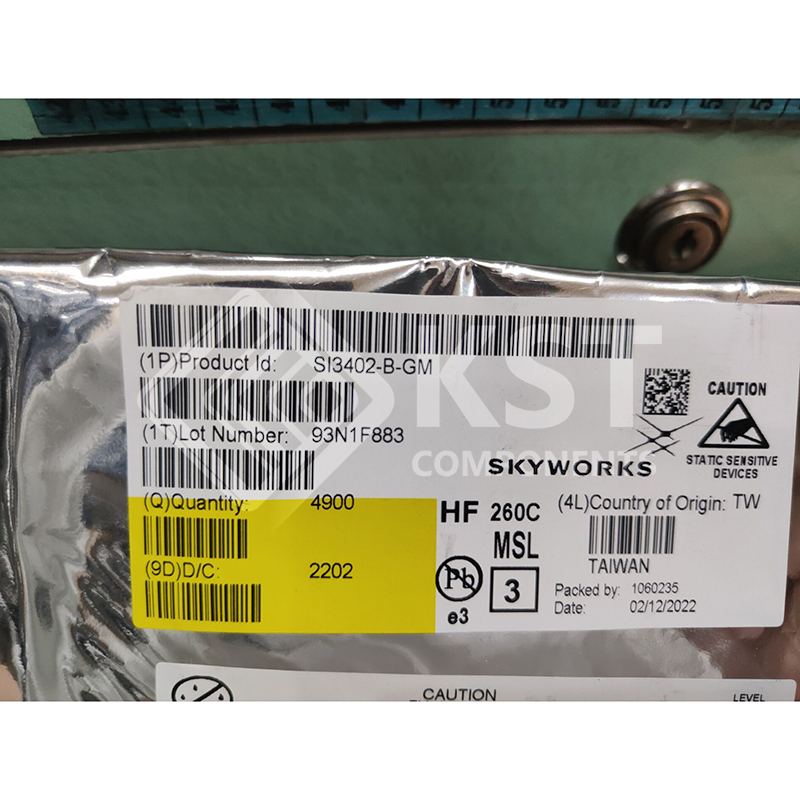 (1P)Product Id: SI3402-B-GM
(1T)Lot Number: 93N1F883
(Q)Quantity: 4900
(9D)D/C: 2202
KST
COMPONENTS
CAUTION
STATIC SENSITIVE
DEVICES
SKYWORKS
HF 260C
MSL
3
Pb
e3
(4L)Country of Origin: TW
TAIWAN
Packed by: 1060235
Date: 02/12/2022
CAUTION
LEVEL